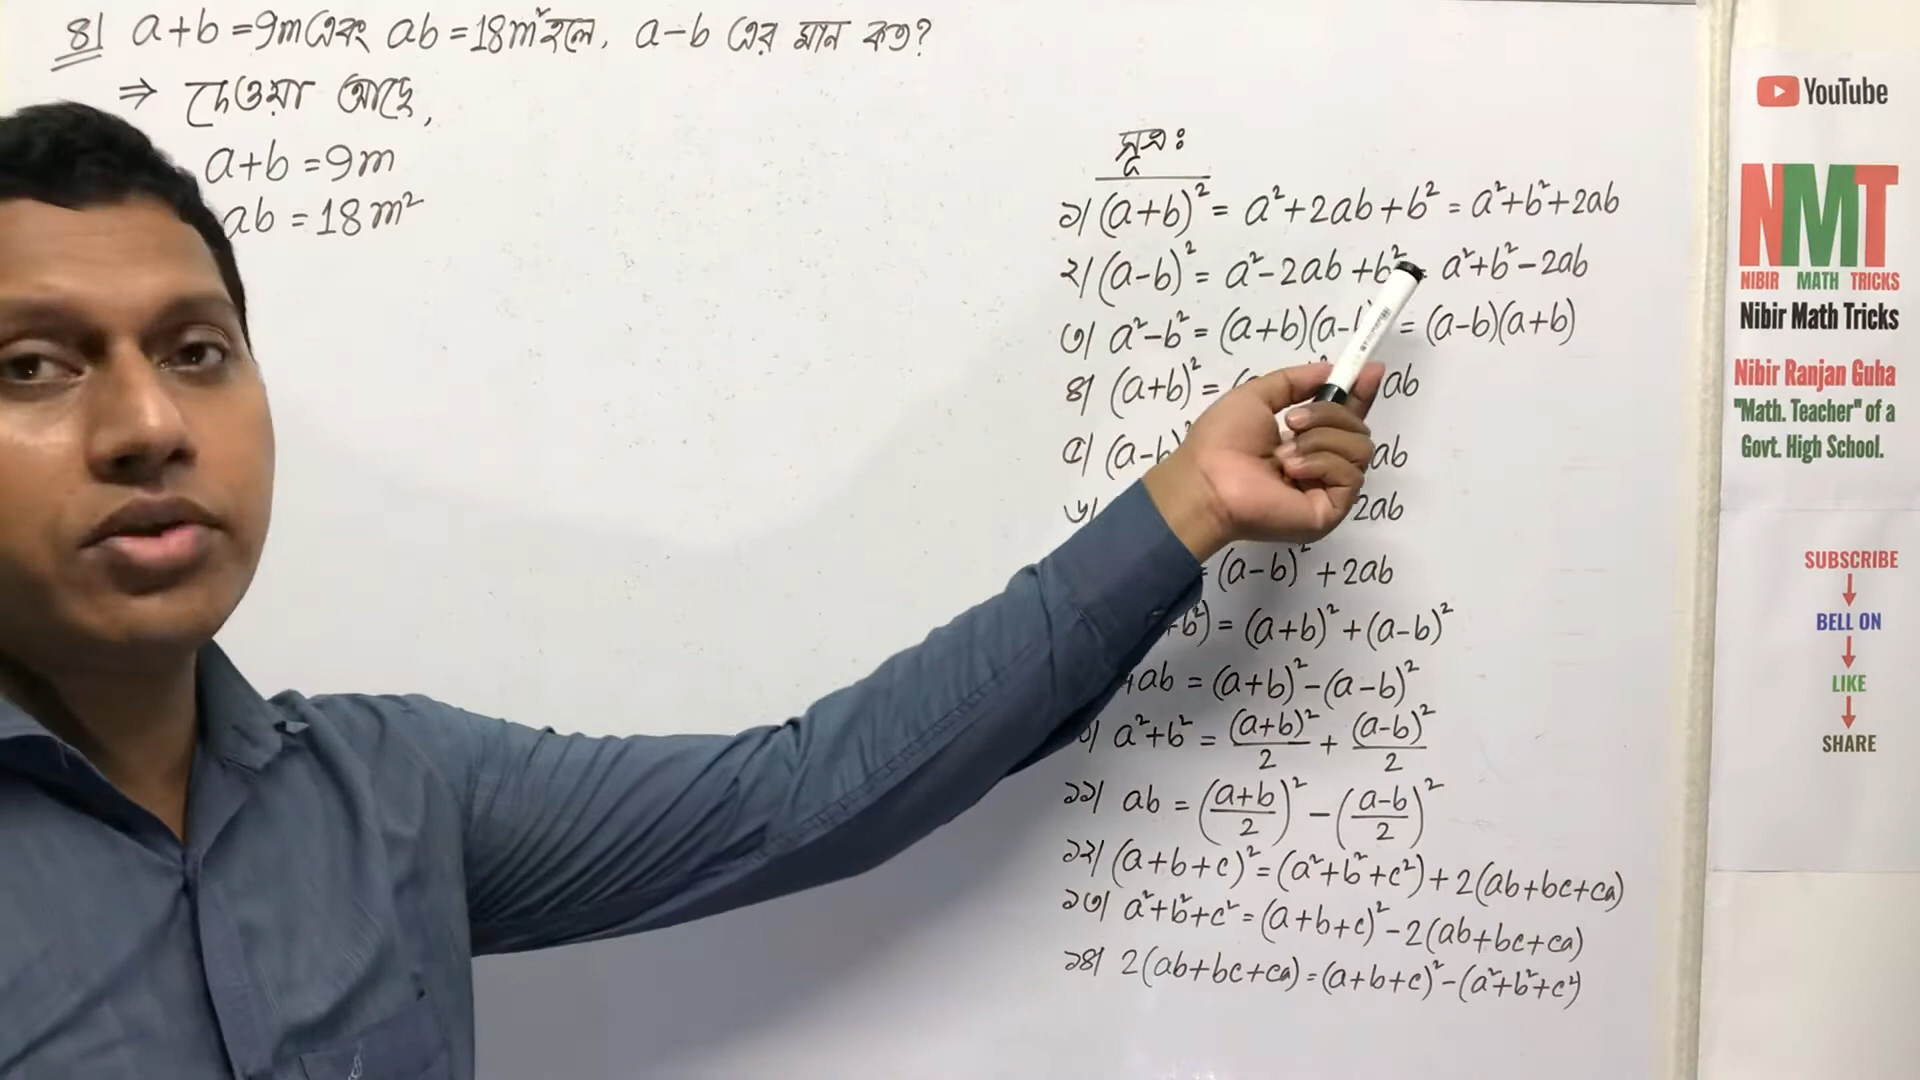 ৪| a+b=9m এবং ab=18m² হলে, a-b এর মান কত?
⇒ দেওয়া আছে,
a+b=9m
ab=18m²
সূত্রঃ
১| (a+b)² = a²+2ab+b² = a²+b²+2ab
২| (a-b)² = a²-2ab+b² a²+b²-2ab
৩| a²-b² = (a+b)(a- = (a-b)(a+b)
৪| (a+b)² = ab
৫| (a-b) ab
৬| 2ab
(a-b)² +2ab
+b²) = (a+b)²+(a-b)²
ab = (a+b)²-(a-b)²
a²+b² = (a+b)²/2 + (a-b)²/2
১১| ab = ((a+b)/2)² - ((a-b)/2)²
১২| (a+b+c)² = (a²+b²+c²)+2(ab+bc+ca)
১৩| a²+b²+c² = (a+b+c)²-2(ab+bc+ca)
১৪| 2(ab+bc+ca) = (a+b+c)²-(a²+b²+c²)
YouTube
NMT
NIBIR MATH TRICKS
Nibir Math Tricks
Nibir Ranjan Guha
"Math. Teacher" of a
Govt. High School.
SUBSCRIBE
BELL ON
LIKE
SHARE